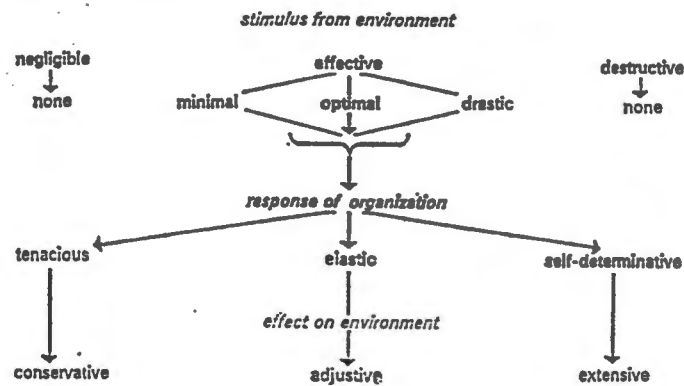 stimulus from environment
negligible affective destructive
none minimal optimal drastic none
response of organization
tenacious elastic self-determinative
effect on environment
conservative adjustive extensive